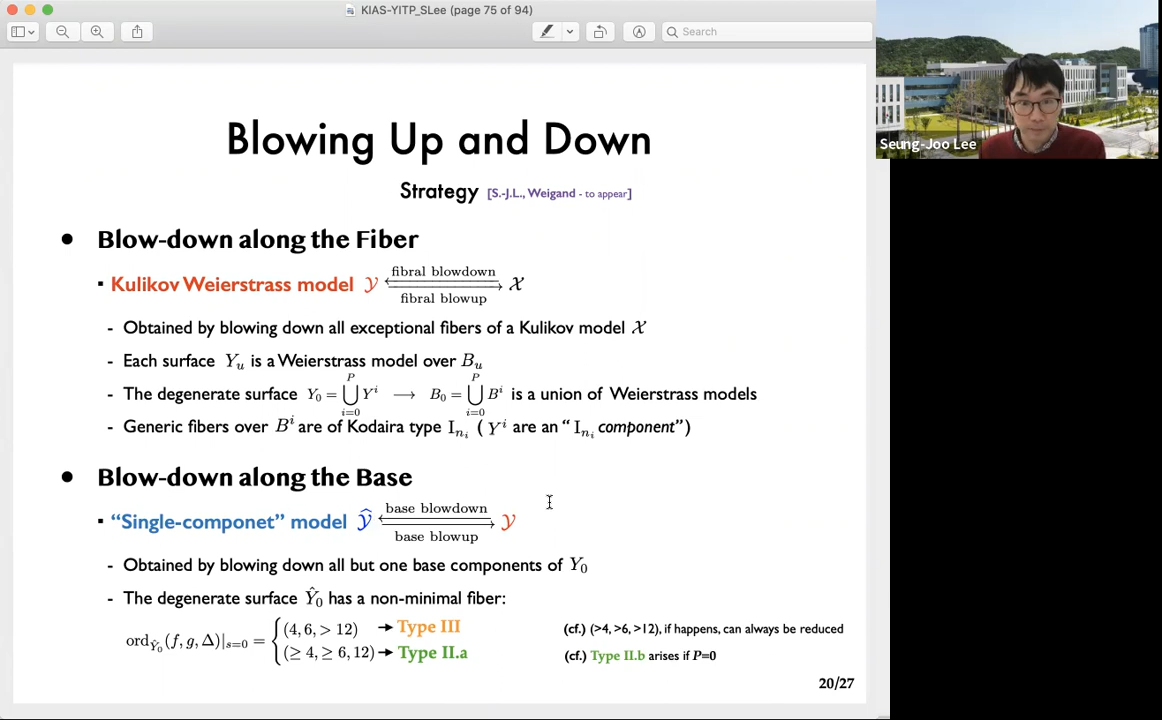 KIAS-YITP_SLee (page 75 of 94)
Search
Seung-Joo Lee
Blowing Up and Down
Strategy [S.-J.L., Weigand - to appear]
● Blow-down along the Fiber
▪ Kulikov Weierstrass model 𝒴 fibral blowdown ⇄ fibral blowup 𝒳
- Obtained by blowing down all exceptional fibers of a Kulikov model 𝒳
- Each surface Y_u is a Weierstrass model over B_u
- The degenerate surface Y_0 = ⋃_{i=0}^{P} Y^i ⟶ B_0 = ⋃_{i=0}^{P} B^i is a union of Weierstrass models
- Generic fibers over B^i are of Kodaira type I_{n_i} ( Y^i are an “ I_{n_i} component”)
● Blow-down along the Base
▪ “Single-componet” model 𝒴̂ base blowdown ⇄ base blowup 𝒴
- Obtained by blowing down all but one base components of Y_0
- The degenerate surface Ŷ_0 has a non-minimal fiber:
ord_{Ŷ_0}(f, g, Δ)|_{s=0} = { (4, 6, > 12) → Type III
(≥ 4, ≥ 6, 12) → Type II.a
(cf.) (>4, >6, >12), if happens, can always be reduced
(cf.) Type II.b arises if P=0
20/27